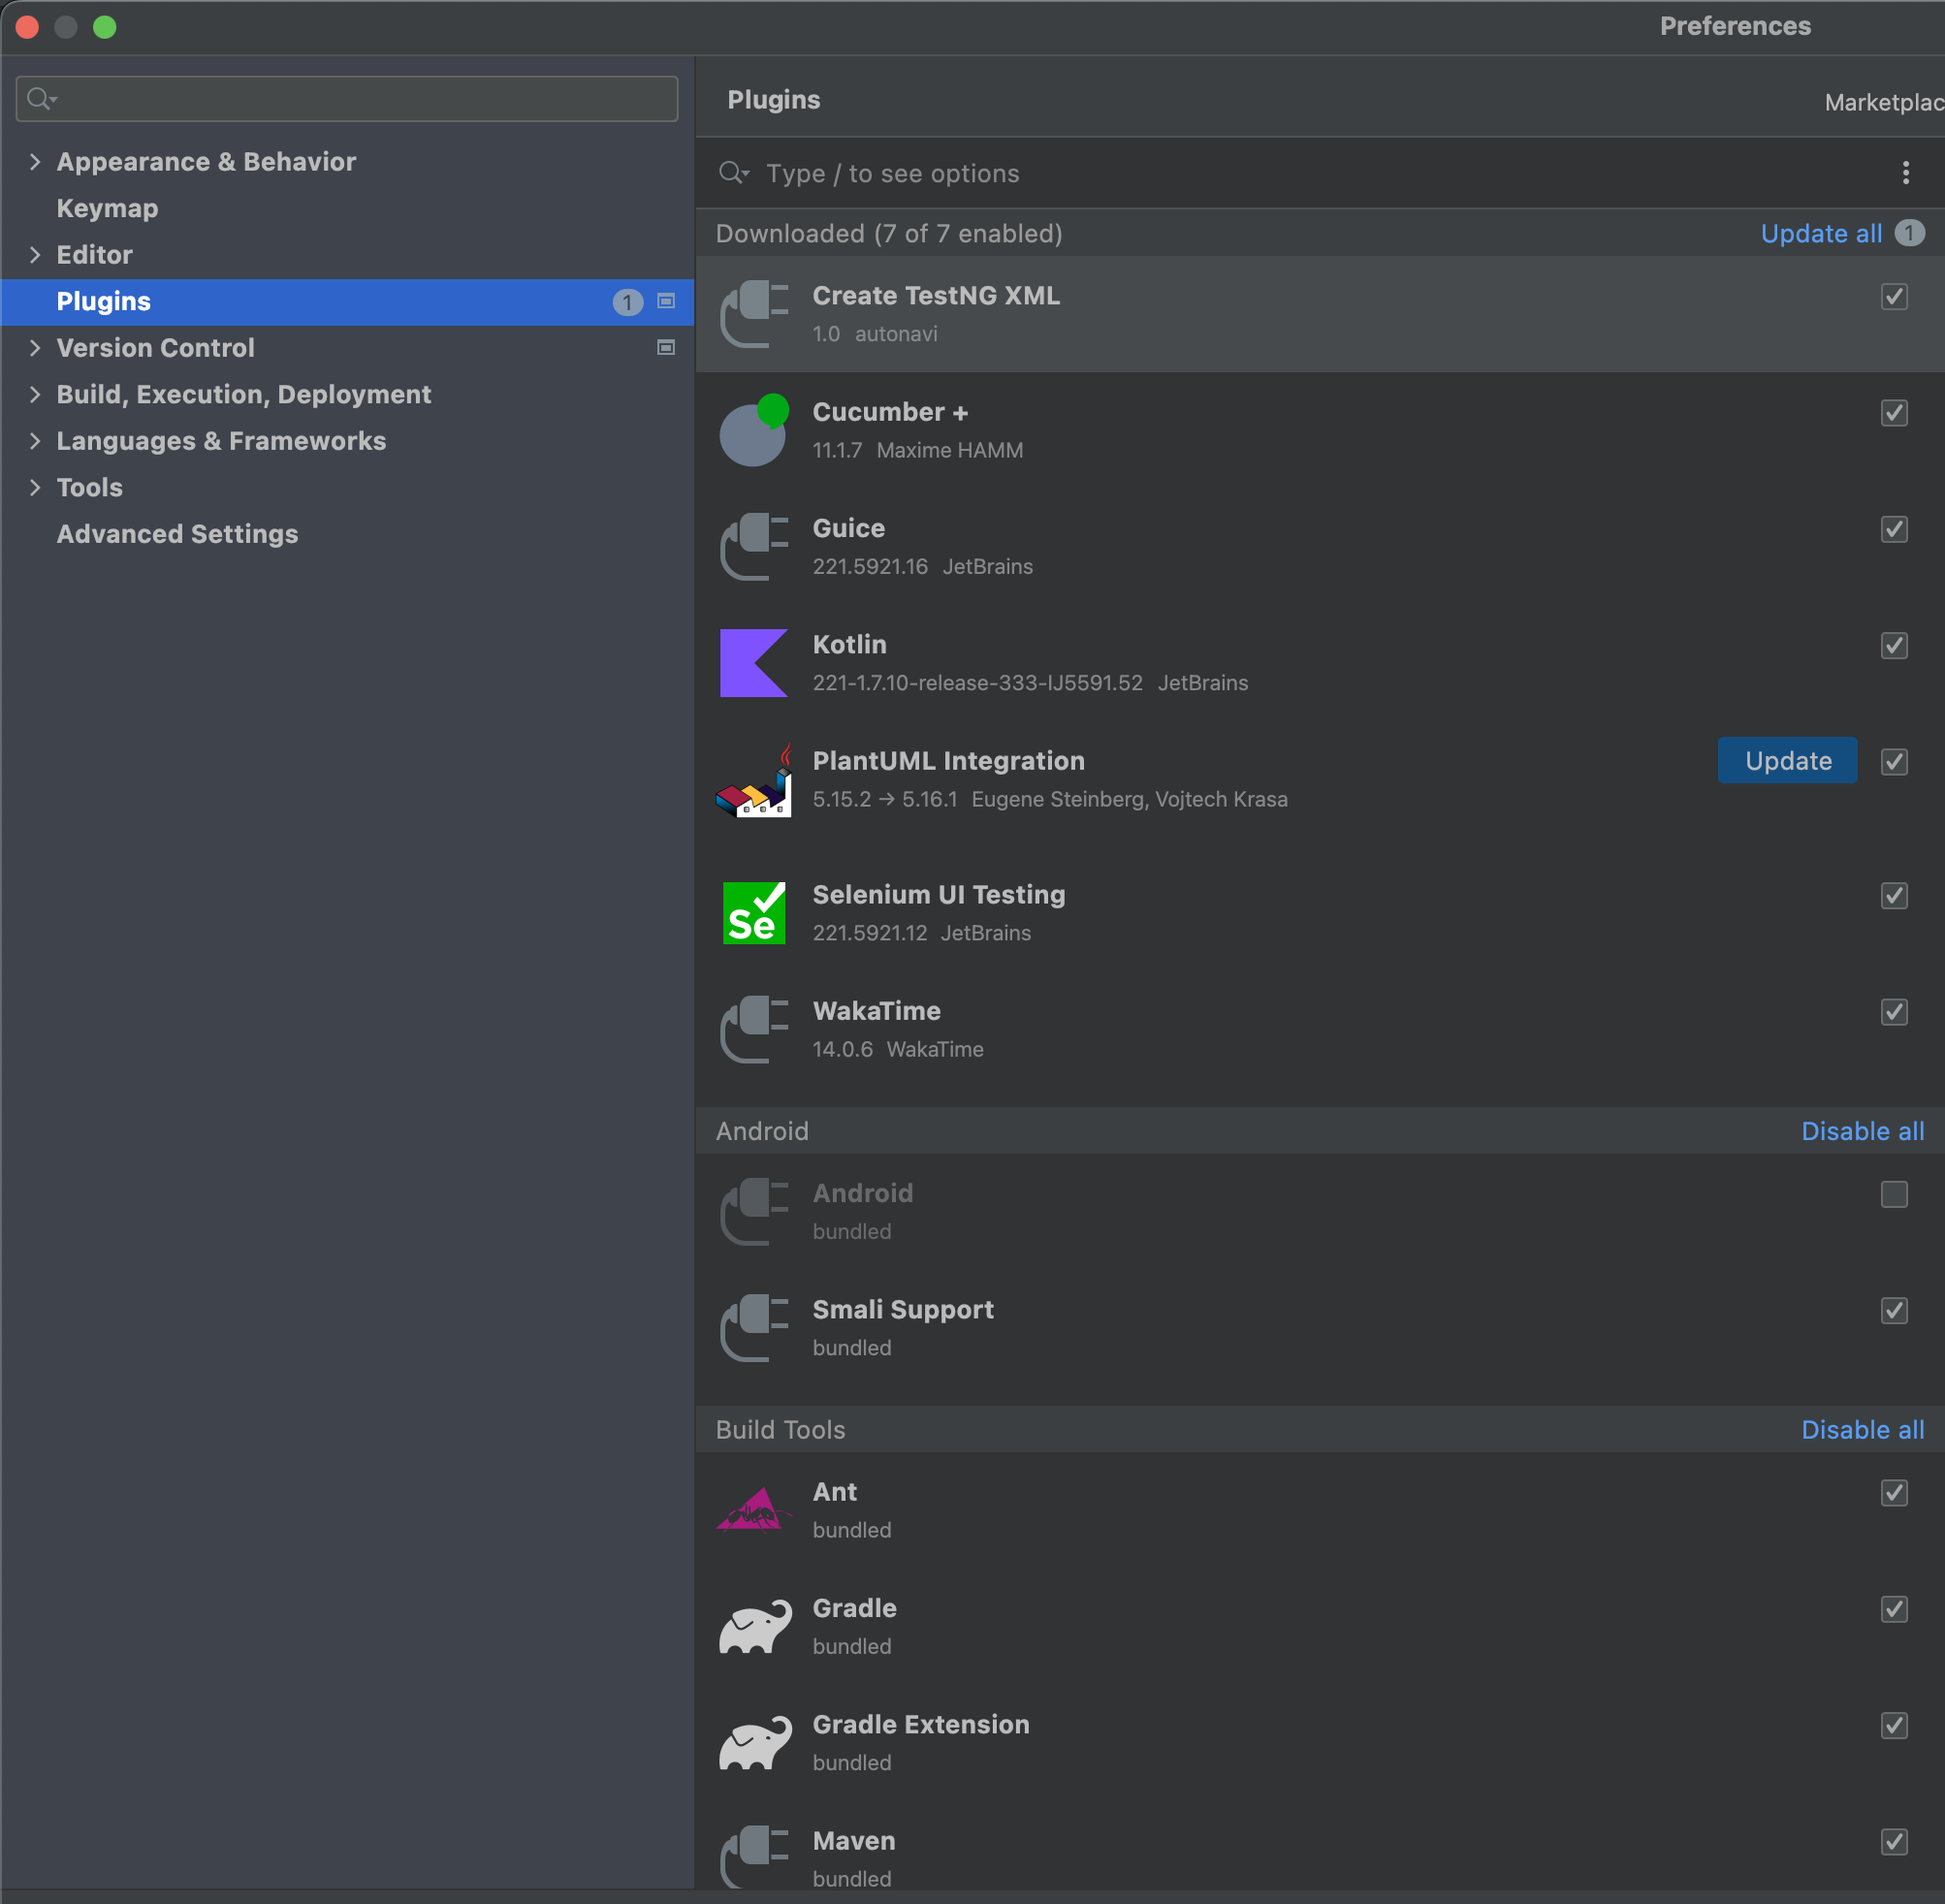 Preferences
Appearance & Behavior
Keymap
Editor
Plugins 1
Version Control
Build, Execution, Deployment
Languages & Frameworks
Tools
Advanced Settings
Plugins
Marketplac
Type / to see options
Downloaded (7 of 7 enabled) Update all 1
Create TestNG XML
1.0 autonavi
Cucumber +
11.1.7 Maxime HAMM
Guice
221.5921.16 JetBrains
Kotlin
221-1.7.10-release-333-IJ5591.52 JetBrains
PlantUML Integration Update
5.15.2 → 5.16.1 Eugene Steinberg, Vojtech Krasa
Se
Selenium UI Testing
221.5921.12 JetBrains
WakaTime
14.0.6 WakaTime
Android Disable all
Android
bundled
Smali Support
bundled
Build Tools Disable all
Ant
bundled
Gradle
bundled
Gradle Extension
bundled
Maven
bundled